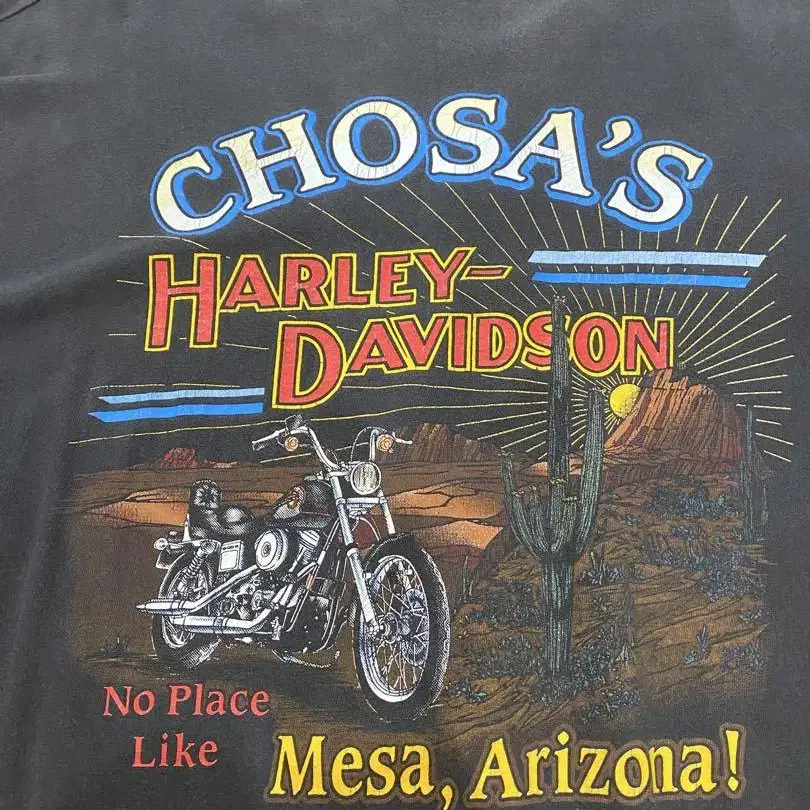 CHOSA'S
HARLEY-
DAVIDSON
No Place
Like
Mesa, Arizona!